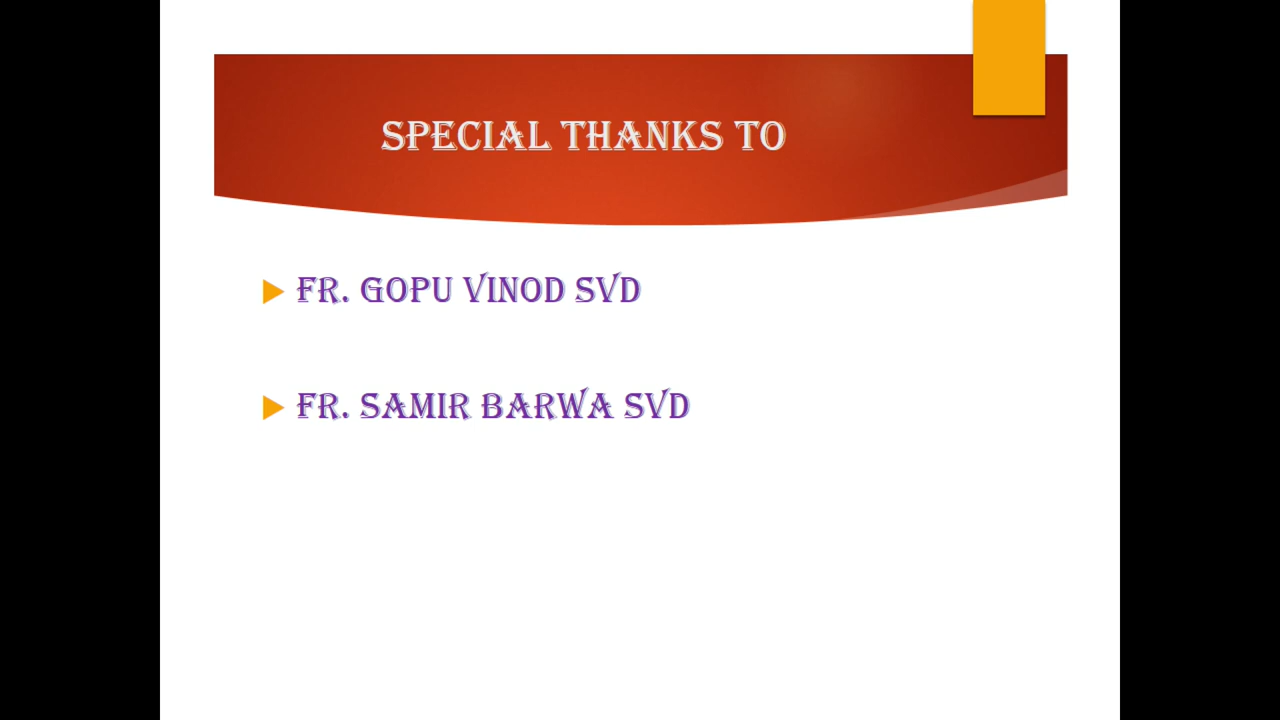 SPECIAL THANKS TO
FR. GOPU VINOD SVD
FR. SAMIR BARWA SVD